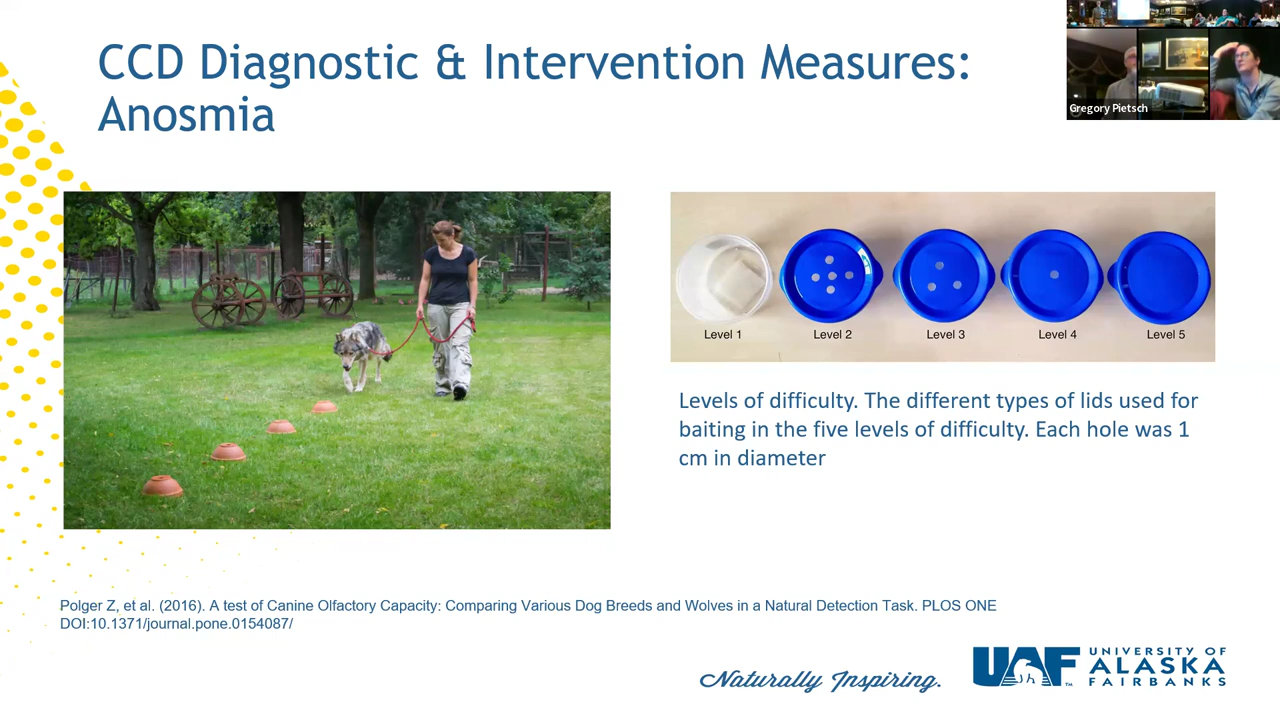 CCD Diagnostic & Intervention Measures:
Anosmia
Gregory Pietsch
Level 1
Level 2
Level 3
Level 4
Level 5
Levels of difficulty. The different types of lids used for
baiting in the five levels of difficulty. Each hole was 1
cm in diameter
Polger Z, et al. (2016). A test of Canine Olfactory Capacity: Comparing Various Dog Breeds and Wolves in a Natural Detection Task. PLOS ONE
DOI:10.1371/journal.pone.0154087/
Naturally Inspiring.
UAF
UNIVERSITY OF
ALASKA
FAIRBANKS